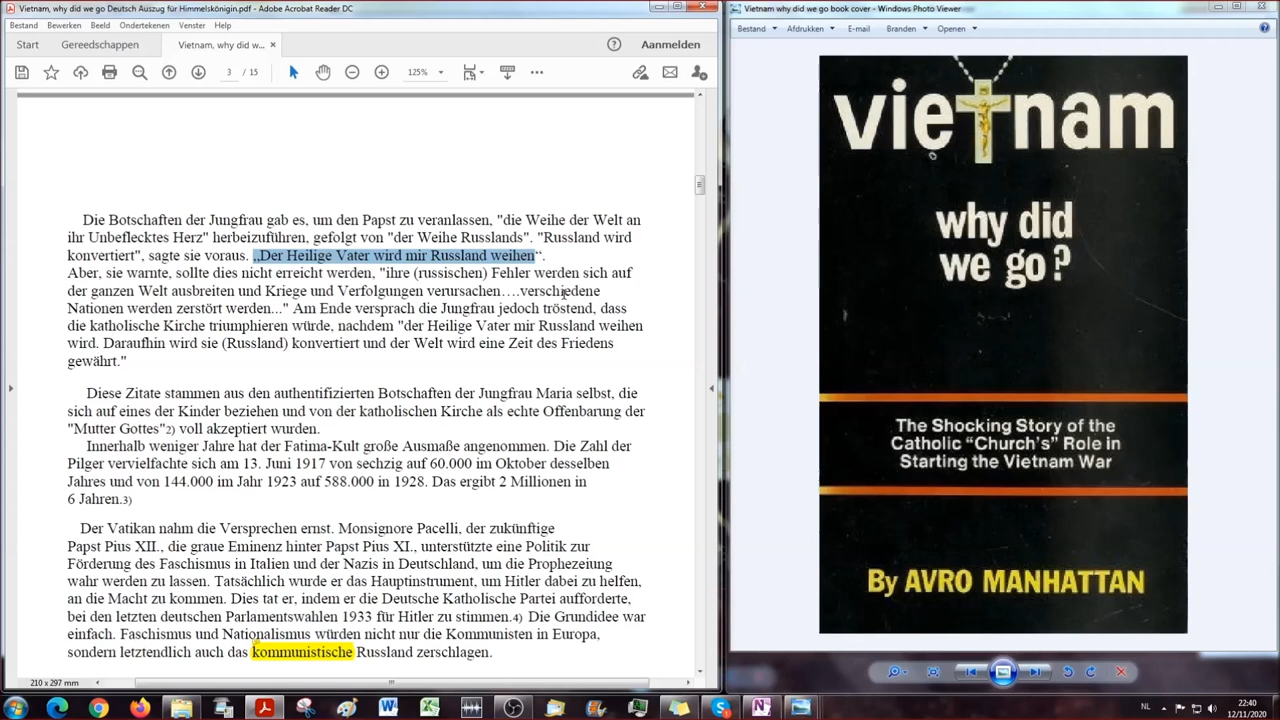 Vietnam, why did we go Deutsch Auszug für Himmelskönigin.pdf - Adobe Acrobat Reader DC
Bestand Bewerken Beeld Ondertekenen Venster Help
Start Gereedschappen Vietnam, why did w... × Aanmelden
3 / 15 125%
Die Botschaften der Jungfrau gab es, um den Papst zu veranlassen, "die Weihe der Welt an
ihr Unbeflecktes Herz" herbeizuführen, gefolgt von "der Weihe Russlands". "Russland wird
konvertiert", sagte sie voraus. „Der Heilige Vater wird mir Russland weihen“.
Aber, sie warnte, sollte dies nicht erreicht werden, "ihre (russischen) Fehler werden sich auf
der ganzen Welt ausbreiten und Kriege und Verfolgungen verursachen….verschiedene
Nationen werden zerstört werden..." Am Ende versprach die Jungfrau jedoch tröstend, dass
die katholische Kirche triumphieren würde, nachdem "der Heilige Vater mir Russland weihen
wird. Daraufhin wird sie (Russland) konvertiert und der Welt wird eine Zeit des Friedens
gewährt."
Diese Zitate stammen aus den authentifizierten Botschaften der Jungfrau Maria selbst, die
sich auf eines der Kinder beziehen und von der katholischen Kirche als echte Offenbarung der
"Mutter Gottes"2) voll akzeptiert wurden.
Innerhalb weniger Jahre hat der Fatima-Kult große Ausmaße angenommen. Die Zahl der
Pilger vervielfachte sich am 13. Juni 1917 von sechzig auf 60.000 im Oktober desselben
Jahres und von 144.000 im Jahr 1923 auf 588.000 in 1928. Das ergibt 2 Millionen in
6 Jahren.3)
Der Vatikan nahm die Versprechen ernst. Monsignore Pacelli, der zukünftige
Papst Pius XII., die graue Eminenz hinter Papst Pius XI., unterstützte eine Politik zur
Förderung des Faschismus in Italien und der Nazis in Deutschland, um die Prophezeiung
wahr werden zu lassen. Tatsächlich wurde er das Hauptinstrument, um Hitler dabei zu helfen,
an die Macht zu kommen. Dies tat er, indem er die Deutsche Katholische Partei aufforderte,
bei den letzten deutschen Parlamentswahlen 1933 für Hitler zu stimmen.4) Die Grundidee war
einfach. Faschismus und Nationalismus würden nicht nur die Kommunisten in Europa,
sondern letztendlich auch das kommunistische Russland zerschlagen.
210 x 297 mm
Vietnam why did we go book cover - Windows Photo Viewer
Bestand Afdrukken E-mail Branden Openen
vietnam
why did
we go?
The Shocking Story of the
Catholic "Church's" Role in
Starting the Vietnam War
By AVRO MANHATTAN
NL 22:40
12/11/2020